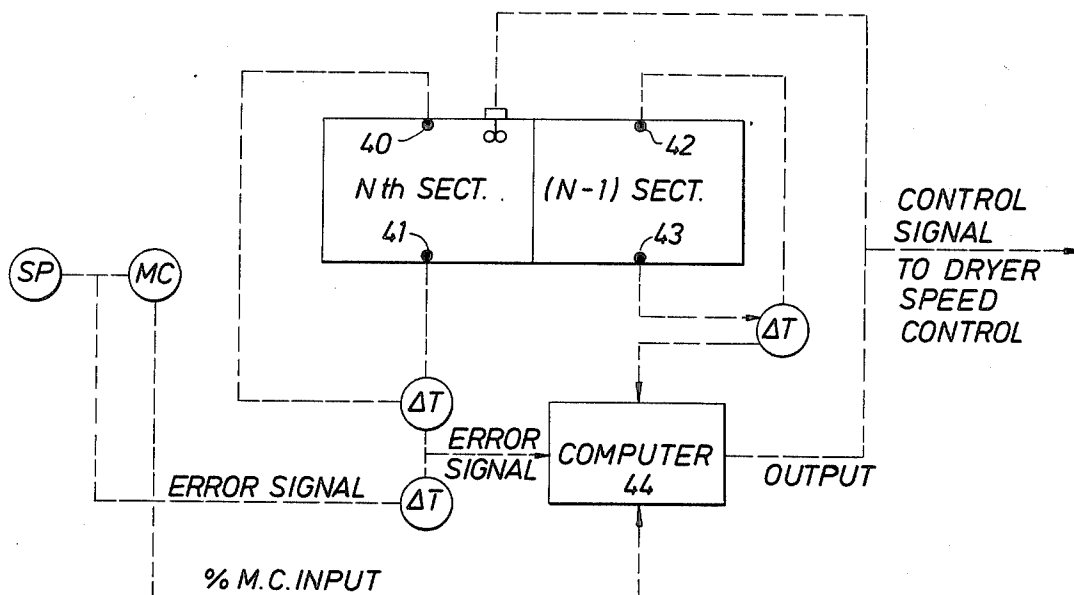 40
42
Nth SECT.
(N-1) SECT.
41
43
CONTROL
SIGNAL
TO DRYER
SPEED
CONTROL
SP
MC
ΔT
ΔT
ERROR
SIGNAL
COMPUTER
44
OUTPUT
ERROR SIGNAL
ΔT
% M.C. INPUT